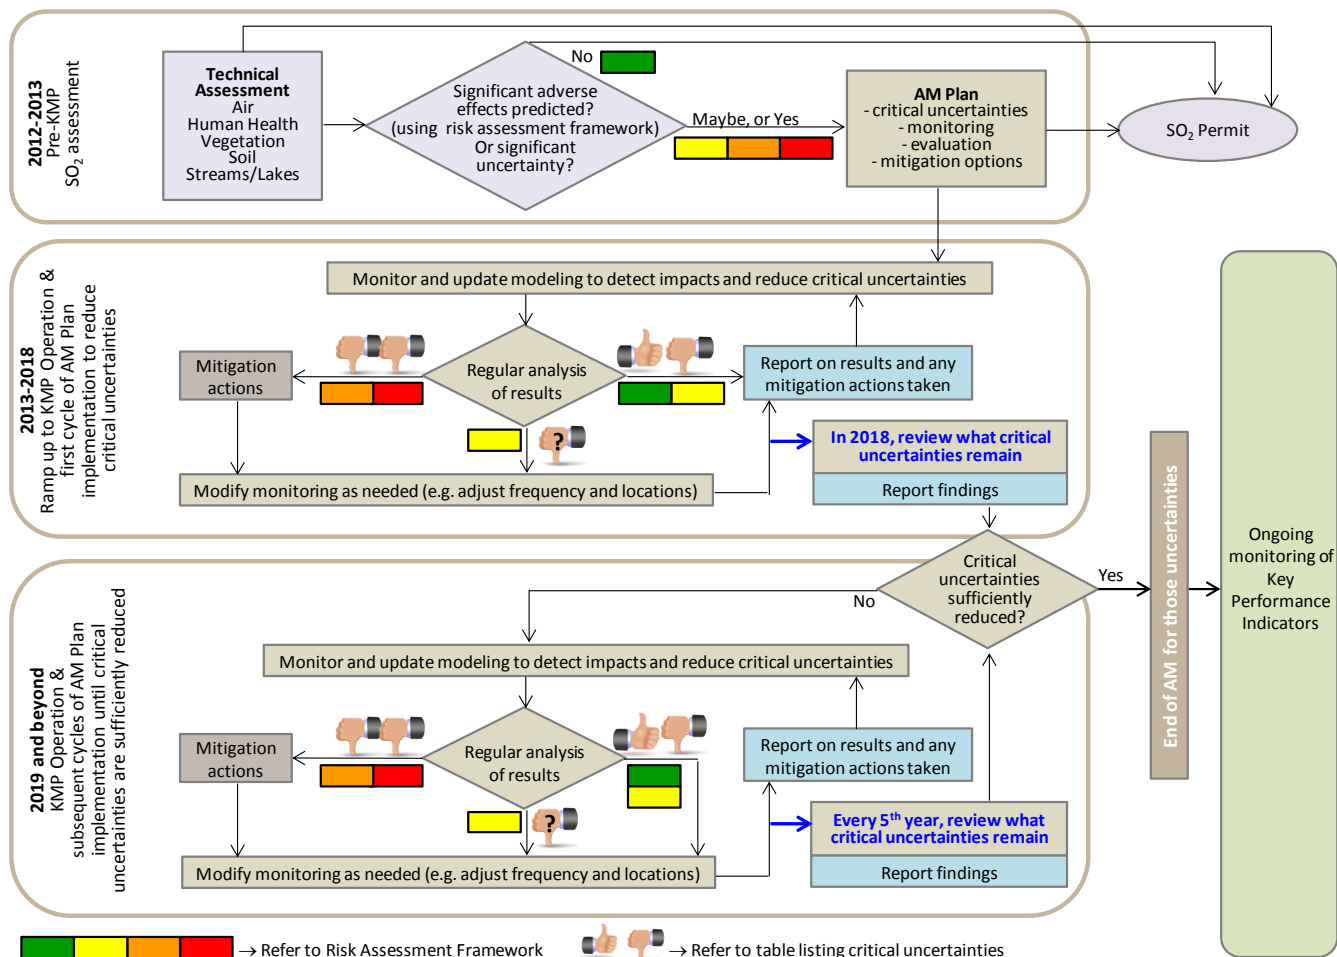 2012-2013
Pre-KMP
SO2 assessment
Technical
Assessment
Air
Human Health
Vegetation
Soil
Streams/Lakes
Significant adverse
effects predicted?
(using risk assessment framework)
Or significant
uncertainty?
No
Maybe, or Yes
AM Plan
- critical uncertainties
- monitoring
- evaluation
- mitigation options
SO2 Permit
2013-2018
Ramp up to KMP Operation &
first cycle of AM Plan
implementation to reduce
critical uncertainties
Monitor and update modeling to detect impacts and reduce critical uncertainties
Mitigation
actions
Regular analysis
of results
Report on results and any
mitigation actions taken
?
In 2018, review what critical
uncertainties remain
Report findings
Modify monitoring as needed (e.g. adjust frequency and locations)
Critical
uncertainties
sufficiently
reduced?
Yes
No
End of AM for those uncertainties
Ongoing
monitoring of
Key
Performance
Indicators
2019 and beyond
KMP Operation &
subsequent cycles of AM Plan
implementation until critical
uncertainties are sufficiently reduced
Monitor and update modeling to detect impacts and reduce critical uncertainties
Mitigation
actions
Regular analysis
of results
Report on results and any
mitigation actions taken
?
Every 5th year, review what
critical uncertainties remain
Report findings
Modify monitoring as needed (e.g. adjust frequency and locations)
→ Refer to Risk Assessment Framework
→ Refer to table listing critical uncertainties